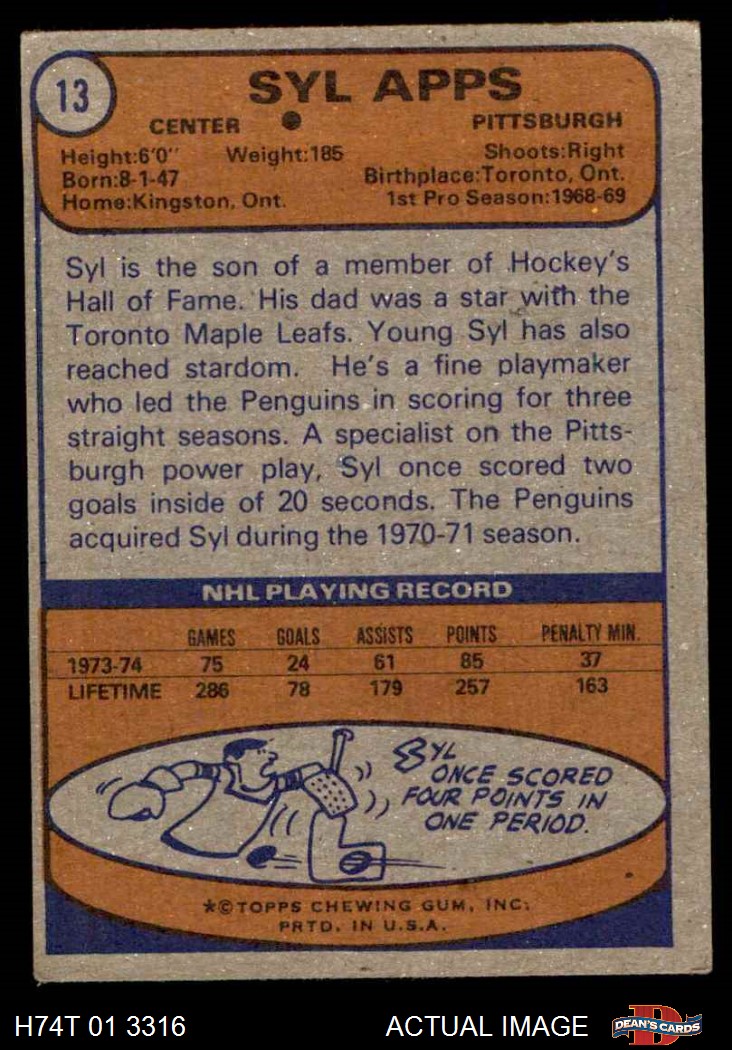 13
SYL APPS
CENTER PITTSBURGH
Height:6'0" Weight:185 Shoots:Right
Born:8-1-47 Birthplace:Toronto, Ont.
Home:Kingston, Ont. 1st Pro Season:1968-69
Syl is the son of a member of Hockey's
Hall of Fame. His dad was a star with the
Toronto Maple Leafs. Young Syl has also
reached stardom. He's a fine playmaker
who led the Penguins in scoring for three
straight seasons. A specialist on the Pitts-
burgh power play, Syl once scored two
goals inside of 20 seconds. The Penguins
acquired Syl during the 1970-71 season.
NHL PLAYING RECORD
GAMES GOALS ASSISTS POINTS PENALTY MIN.
1973-74 75 24 61 85 37
LIFETIME 286 78 179 257 163
SYL
ONCE SCORED
FOUR POINTS IN
ONE PERIOD.
*©TOPPS CHEWING GUM, INC.
PRTD. IN U.S.A.
H74T 01 3316 ACTUAL IMAGE D DEAN'S CARDS